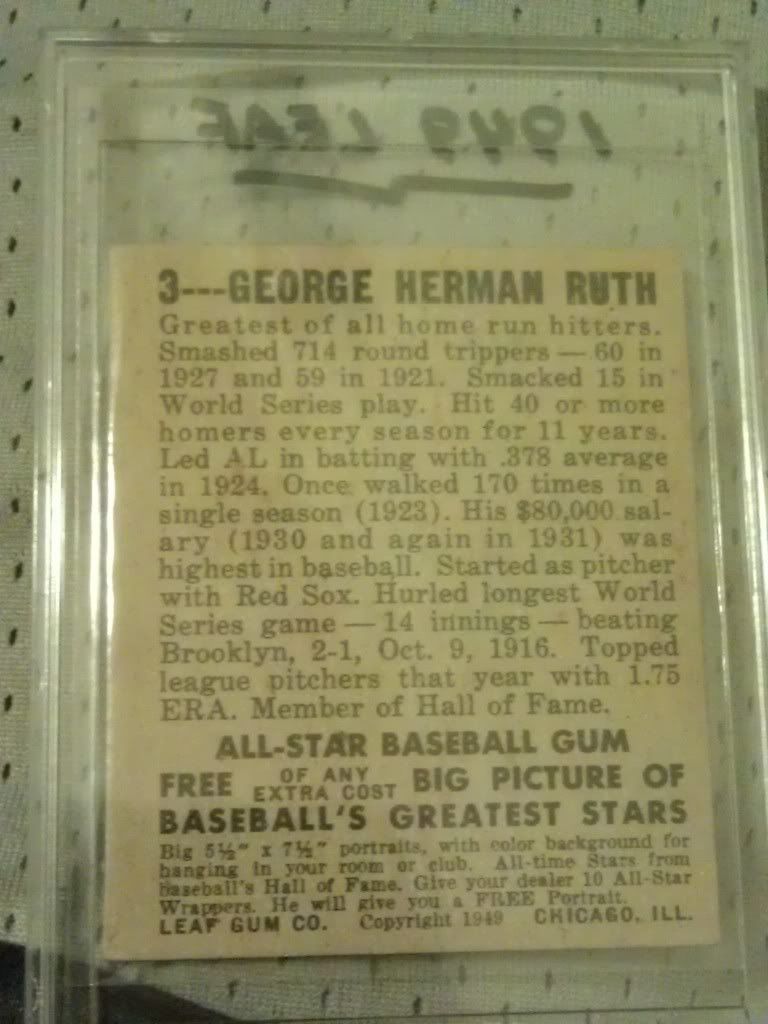 1949 LEAF
3---GEORGE HERMAN RUTH
Greatest of all home run hitters.
Smashed 714 round trippers — 60 in
1927 and 59 in 1921. Smacked 15 in
World Series play. Hit 40 or more
homers every season for 11 years.
Led AL in batting with .378 average
in 1924. Once walked 170 times in a
single season (1923). His $80,000 sal-
ary (1930 and again in 1931) was
highest in baseball. Started as pitcher
with Red Sox. Hurled longest World
Series game — 14 innings — beating
Brooklyn, 2-1, Oct. 9, 1916. Topped
league pitchers that year with 1.75
ERA. Member of Hall of Fame.
ALL-STAR BASEBALL GUM
FREE OF ANY EXTRA COST BIG PICTURE OF
BASEBALL'S GREATEST STARS
Big 5½" x 7½" portraits, with color background for
hanging in your room or club. All-time Stars from
Baseball's Hall of Fame. Give your dealer 10 All-Star
Wrappers. He will give you a FREE Portrait.
LEAF GUM CO. Copyright 1949 CHICAGO, ILL.